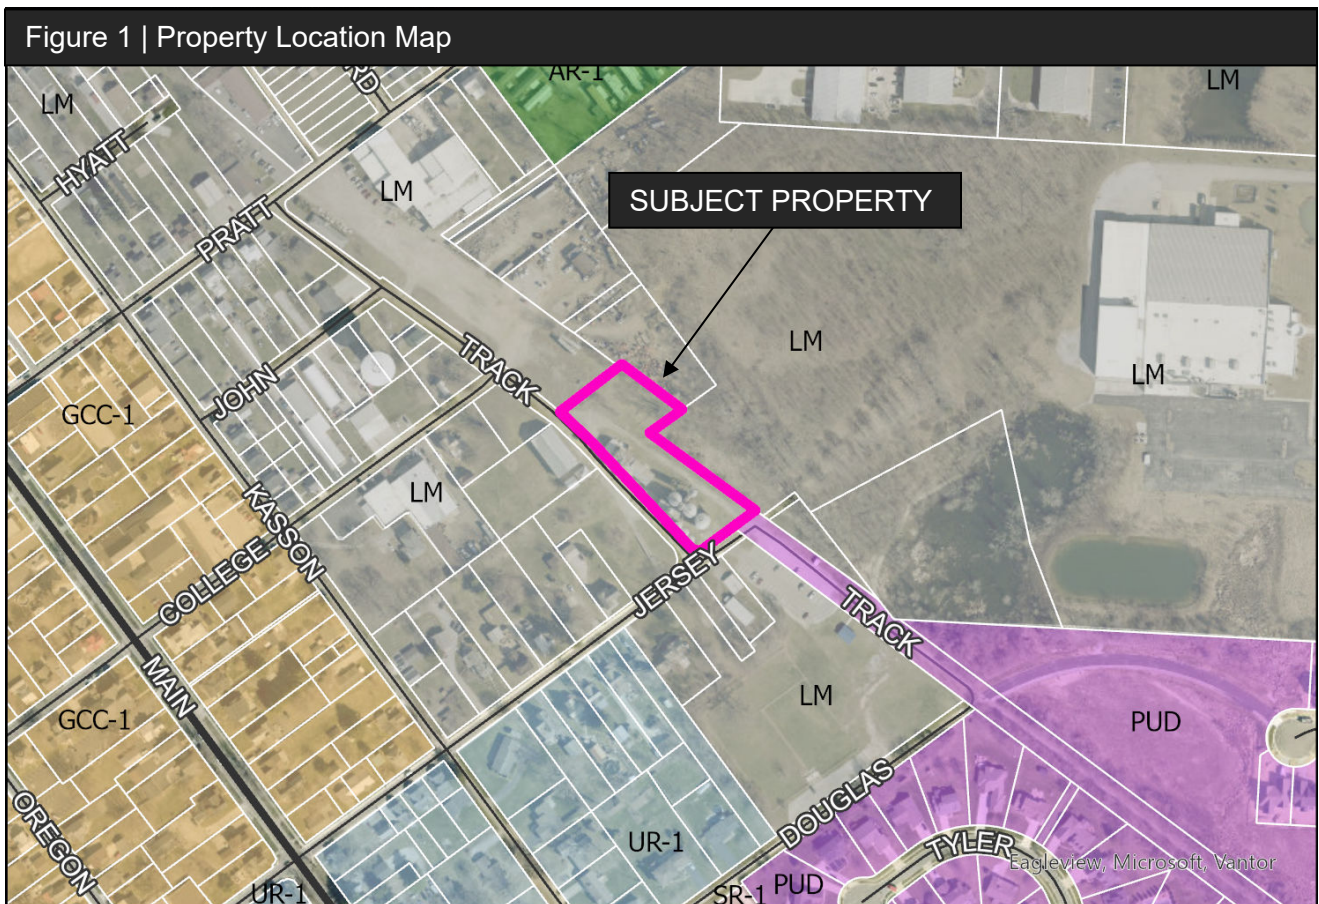 Figure 1 | Property Location Map
AR-1
LM
LM
RD
HYATT
LM
SUBJECT PROPERTY
PRATT
LM
TRACK
LM
JOHN
GCC-1
LM
KASSON
COLLEGE
JERSEY
TRACK
MAIN
LM
GCC-1
PUD
DOUGLAS
OREGON
UR-1
TYLER
Eagleview, Microsoft, Vantor
UR-1
SR-1
PUD